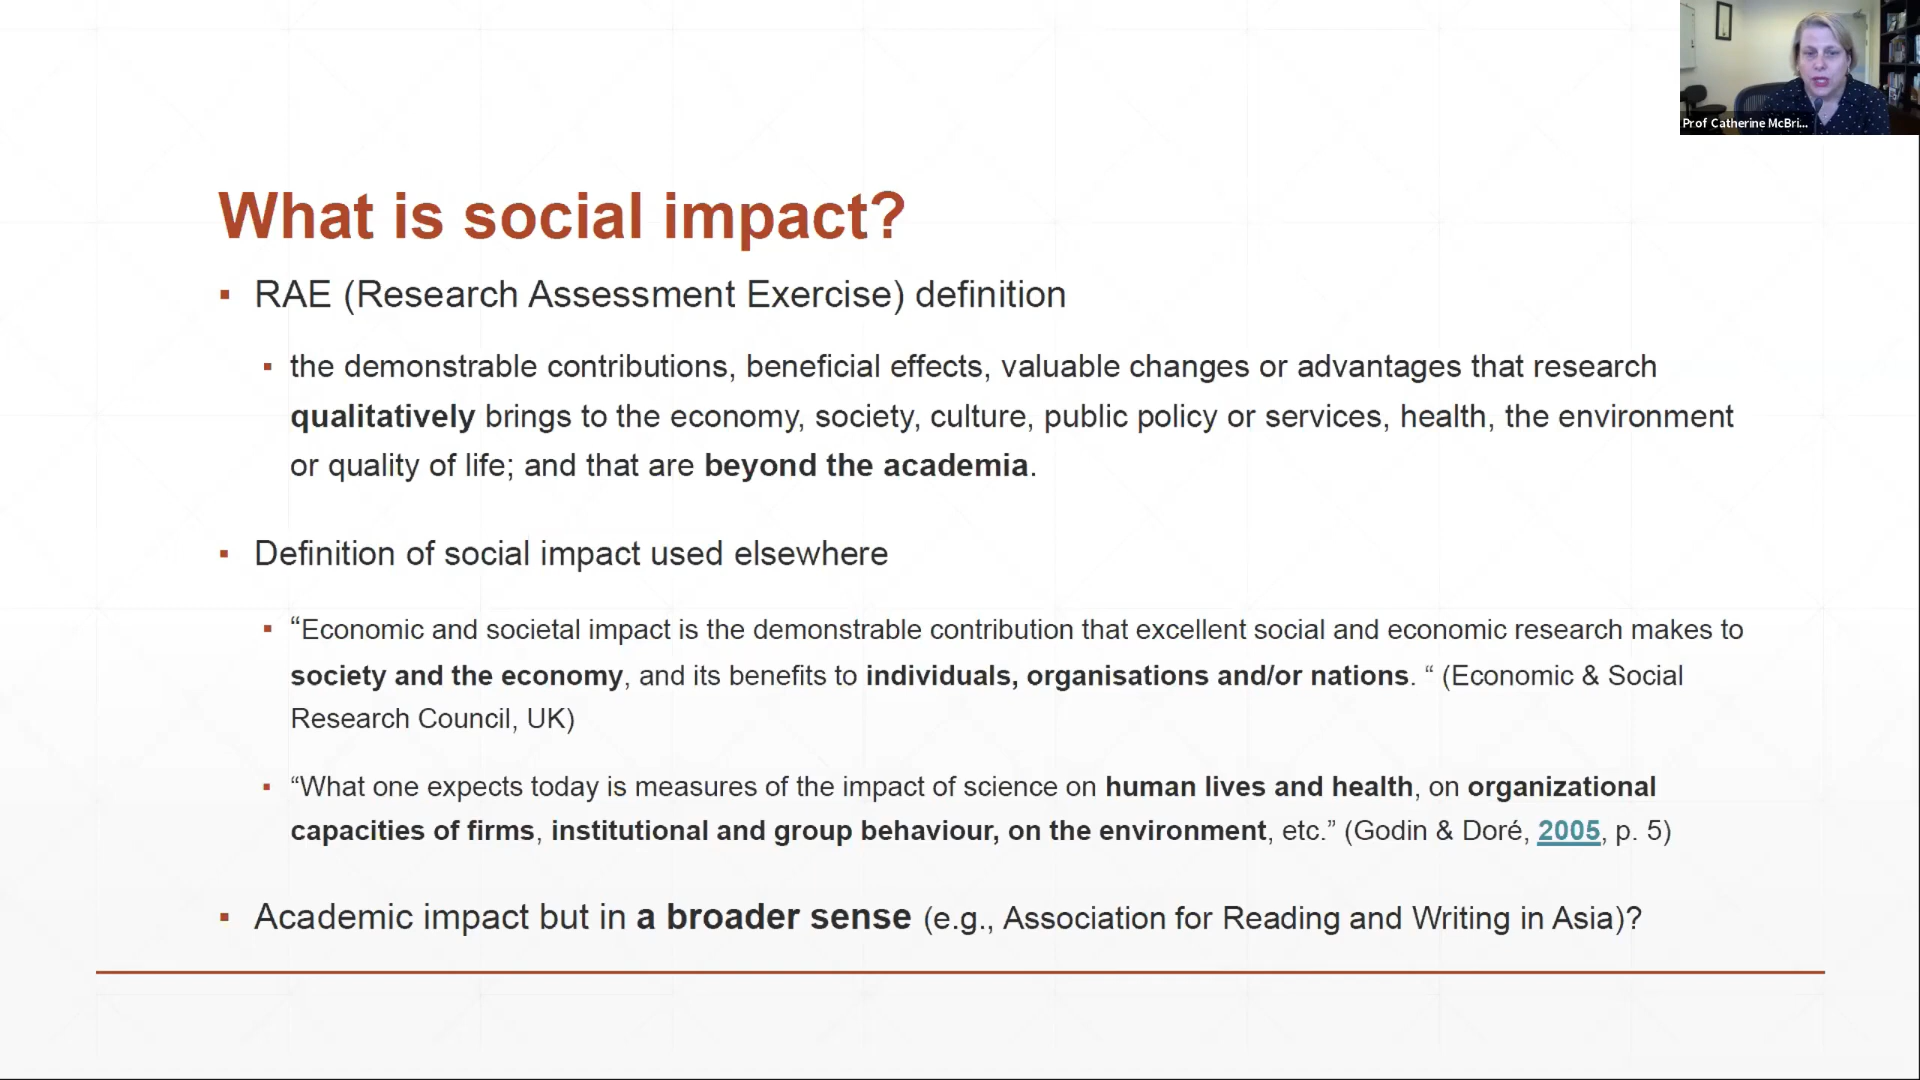 Prof Catherine McBri...
What is social impact?
▪ RAE (Research Assessment Exercise) definition
▪ the demonstrable contributions, beneficial effects, valuable changes or advantages that research
qualitatively brings to the economy, society, culture, public policy or services, health, the environment
or quality of life; and that are beyond the academia.
▪ Definition of social impact used elsewhere
▪ “Economic and societal impact is the demonstrable contribution that excellent social and economic research makes to
society and the economy, and its benefits to individuals, organisations and/or nations. “ (Economic & Social
Research Council, UK)
▪ “What one expects today is measures of the impact of science on human lives and health, on organizational
capacities of firms, institutional and group behaviour, on the environment, etc.” (Godin & Doré, 2005, p. 5)
▪ Academic impact but in a broader sense (e.g., Association for Reading and Writing in Asia)?